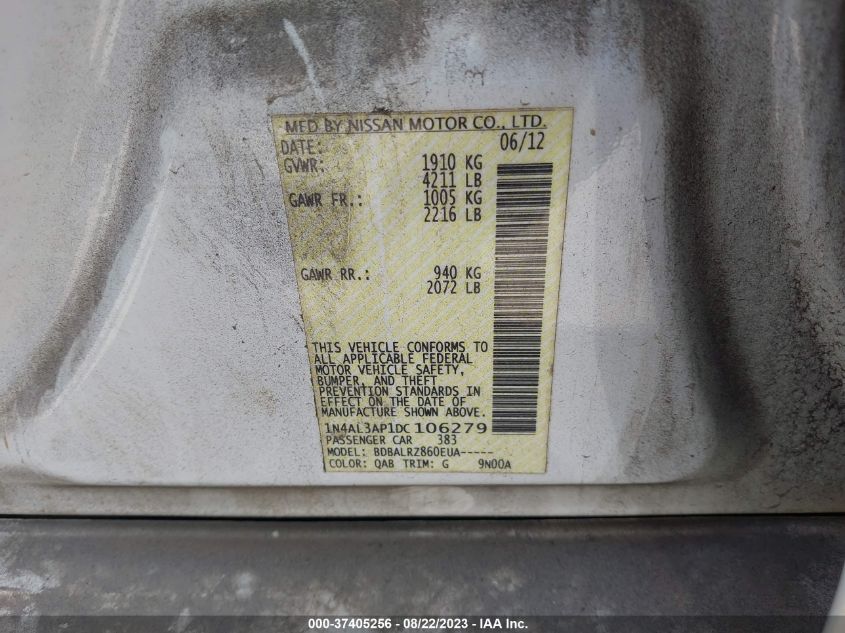 MFD BY NISSAN MOTOR CO., LTD.
DATE: 06/12
GVWR: 1910 KG
4211 LB
GAWR FR.: 1005 KG
2216 LB
GAWR RR.: 940 KG
2072 LB
THIS VEHICLE CONFORMS TO
ALL APPLICABLE FEDERAL
MOTOR VEHICLE SAFETY,
BUMPER, AND THEFT
PREVENTION STANDARDS IN
EFFECT ON THE DATE OF
MANUFACTURE SHOWN ABOVE.
1N4AL3AP1DC 106279
PASSENGER CAR 383
MODEL: BDBALRZ860EUA-----
COLOR: QAB TRIM: G 9N00A
000-37405256 - 08/22/2023 - IAA, Inc.